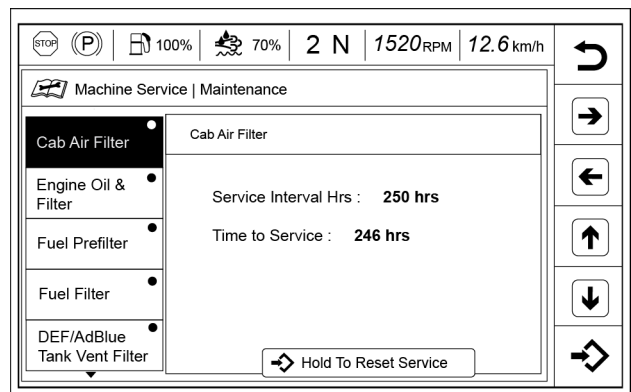 STOP P 100% 70% 2 N 1520 RPM 12.6 km/h
Machine Service | Maintenance
Cab Air Filter
Engine Oil &
Filter
Fuel Prefilter
Fuel Filter
DEF/AdBlue
Tank Vent Filter
Cab Air Filter
Service Interval Hrs : 250 hrs
Time to Service : 246 hrs
Hold To Reset Service